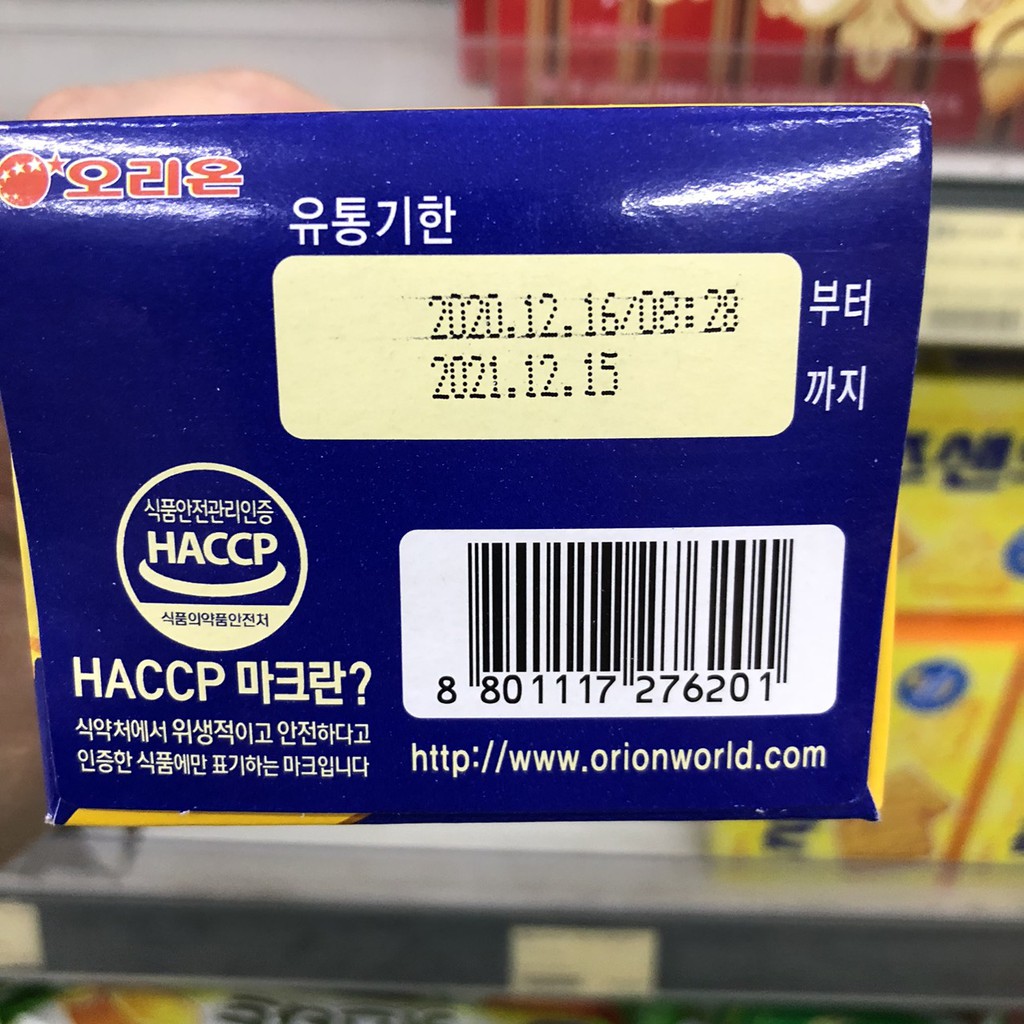 오리온
유통기한
2020.12.16/08:28 부터
2021.12.15 까지
식품안전관리인증
HACCP
식품의약품안전처
HACCP 마크란?
식약처에서 위생적이고 안전하다고
인증한 식품에만 표기하는 마크입니다
8 801117 276201
http://www.orionworld.com